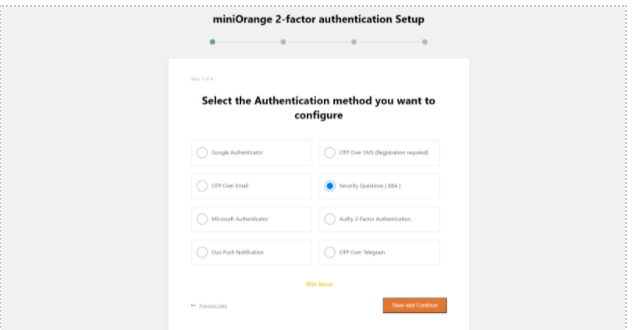 miniOrange 2-factor authentication Setup
Step 1 of 4
Select the Authentication method you want to
configure
Google Authenticator
OTP Over SMS (Registration required)
OTP Over Email
Security Questions ( KBA )
Microsoft Authenticator
Authy 2-Factor Authentication
Duo Push Notification
OTP Over Telegram
Skip Setup
← Previous Step
Save and Continue